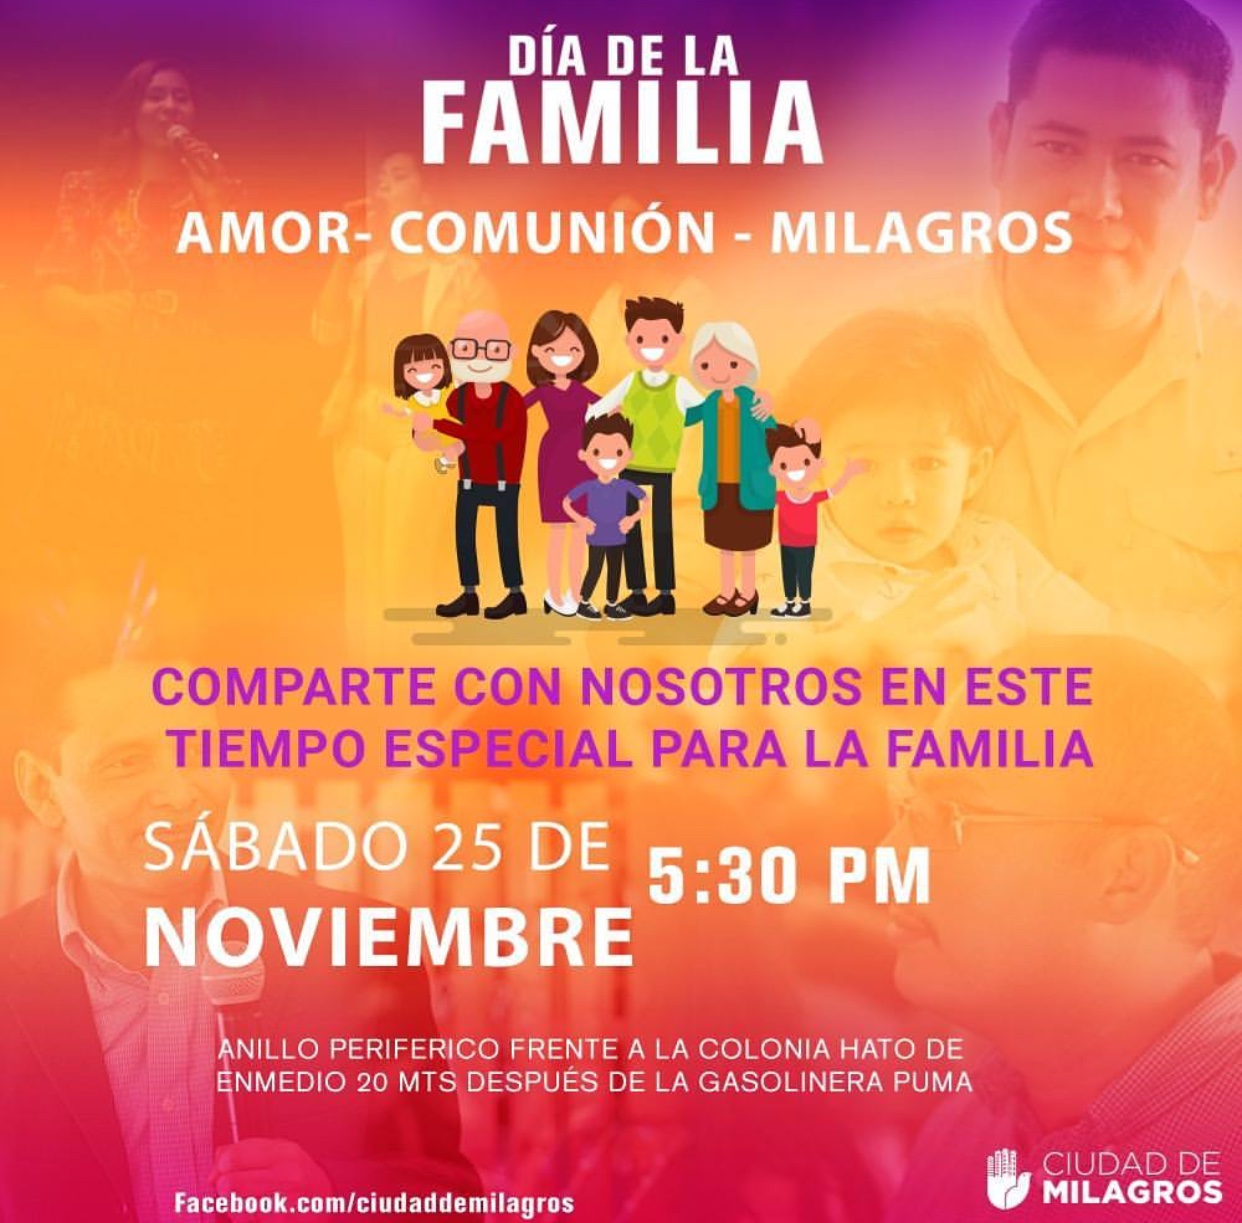 DÍA DE LA
FAMILIA
AMOR- COMUNIÓN - MILAGROS
COMPARTE CON NOSOTROS EN ESTE
TIEMPO ESPECIAL PARA LA FAMILIA
SÁBADO 25 DE
NOVIEMBRE
5:30 PM
ANILLO PERIFERICO FRENTE A LA COLONIA HATO DE
ENMEDIO 20 MTS DESPUÉS DE LA GASOLINERA PUMA
Facebook.com/ciudaddemilagros
CIUDAD DE
MILAGROS